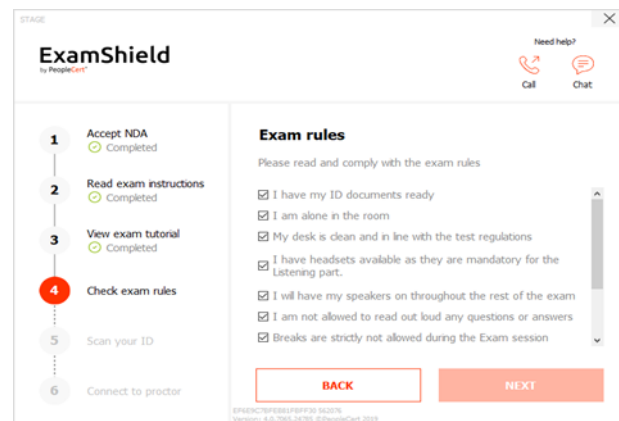 STAGE
Need help?
ExamShield
by PeopleCert
Call
Chat
1
Accept NDA
Completed
2
Read exam instructions
Completed
3
View exam tutorial
Completed
4
Check exam rules
5
Scan your ID
6
Connect to proctor
Exam rules
Please read and comply with the exam rules
I have my ID documents ready
I am alone in the room
My desk is clean and in line with the test regulations
I have headsets available as they are mandatory for the
Listening part.
I will have my speakers on throughout the rest of the exam
I am not allowed to read out loud any questions or answers
Breaks are strictly not allowed during the Exam session
BACK
NEXT
©PeopleCert 2019